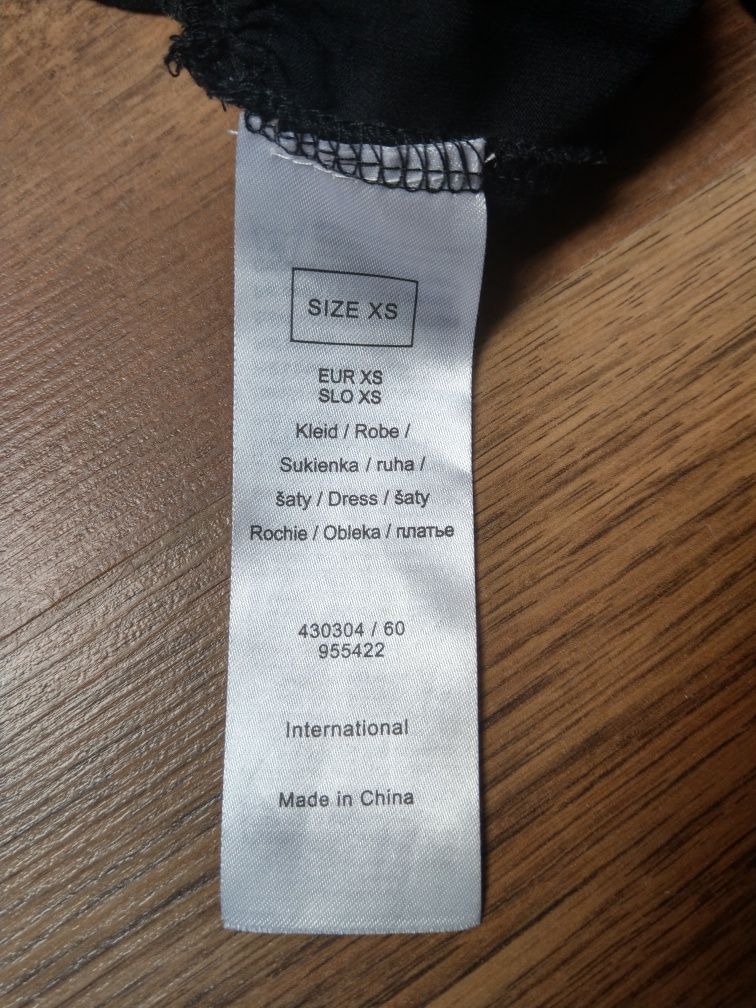 SIZE XS
EUR XS
SLO XS
Kleid / Robe /
Sukienka / ruha /
šaty / Dress / šaty
Rochie / Obleka / платье
430304 / 60
955422
International
Made in China